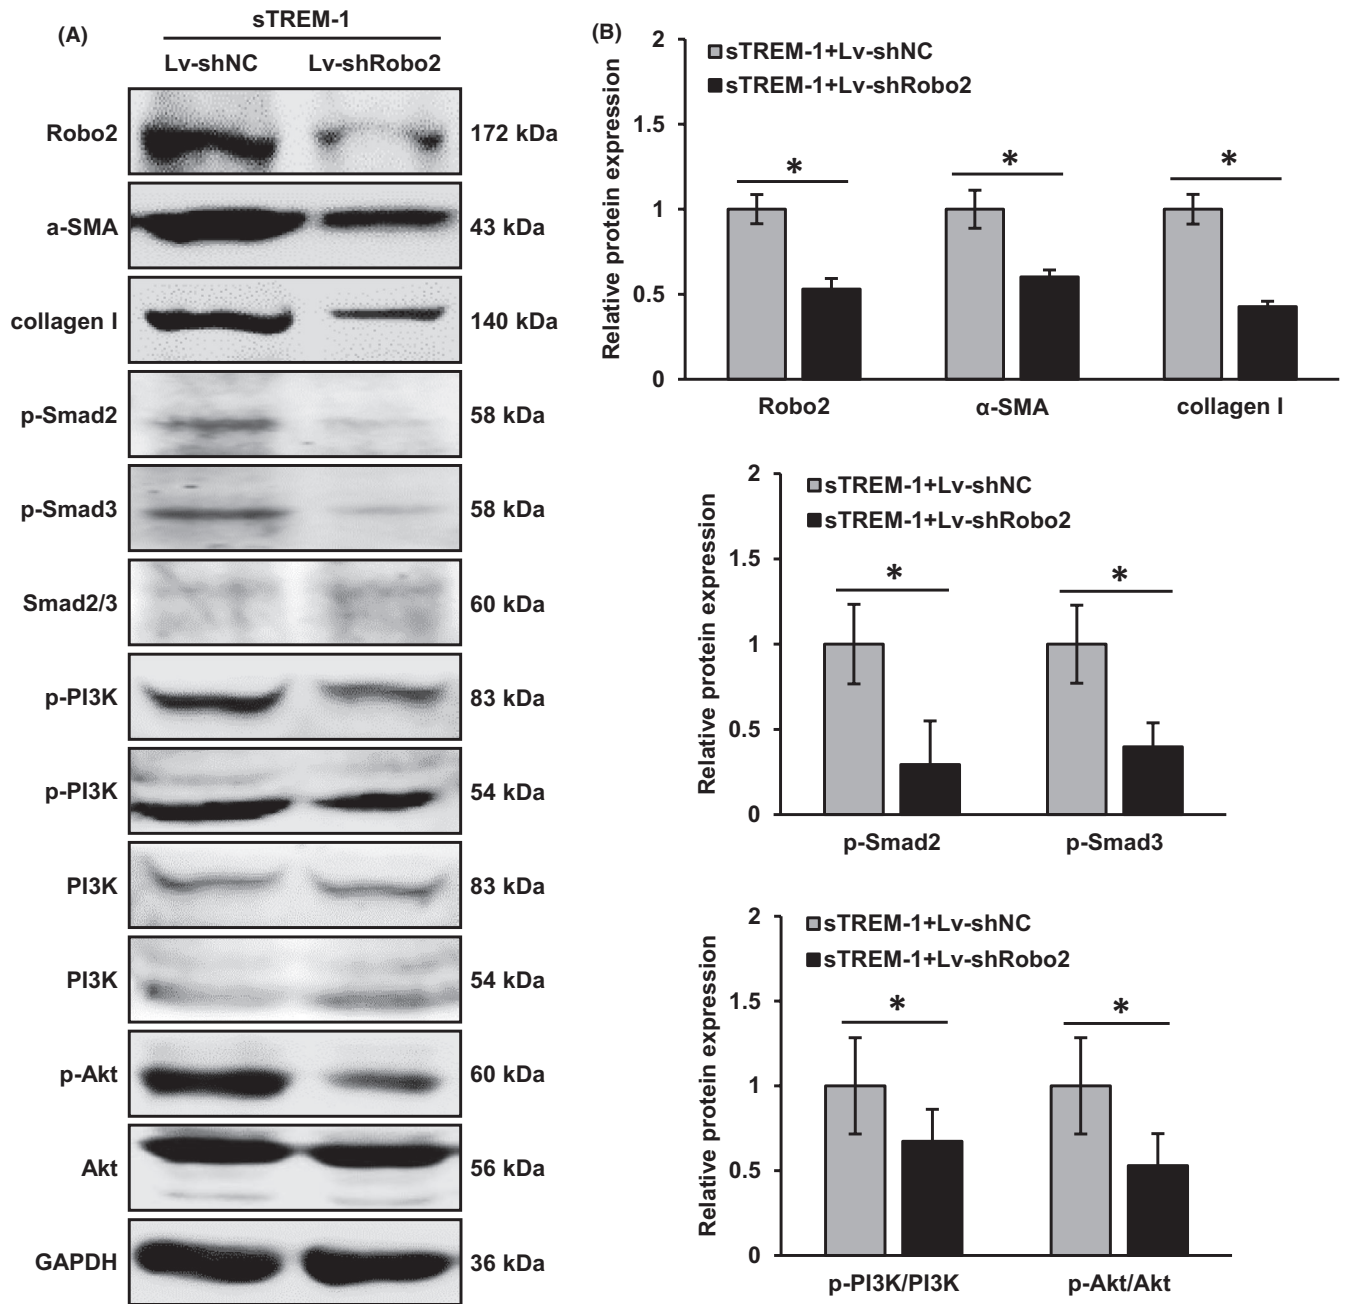 (A)
sTREM-1
Lv-shNC Lv-shRobo2
Robo2 172 kDa
a-SMA 43 kDa
collagen I 140 kDa
p-Smad2 58 kDa
p-Smad3 58 kDa
Smad2/3 60 kDa
p-PI3K 83 kDa
p-PI3K 54 kDa
PI3K 83 kDa
PI3K 54 kDa
p-Akt 60 kDa
Akt 56 kDa
GAPDH 36 kDa
(B)
Relative protein expression
2
1.5
1
0.5
0
sTREM-1+Lv-shNC
sTREM-1+Lv-shRobo2
* * *
Robo2 α-SMA collagen I
Relative protein expression
2
1.5
1
0.5
0
sTREM-1+Lv-shNC
sTREM-1+Lv-shRobo2
* *
p-Smad2 p-Smad3
Relative protein expression
2
1.5
1
0.5
0
sTREM-1+Lv-shNC
sTREM-1+Lv-shRobo2
* *
p-PI3K/PI3K p-Akt/Akt